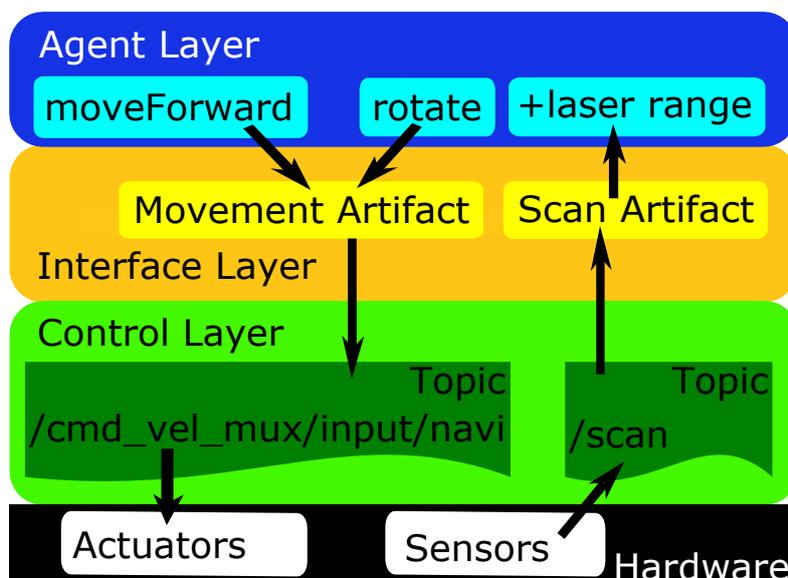 Agent Layer
moveForward
rotate
+laser range
Movement Artifact
Scan Artifact
Interface Layer
Control Layer
Topic
/cmd_vel_mux/input/navi
Topic
/scan
Actuators
Sensors
Hardware